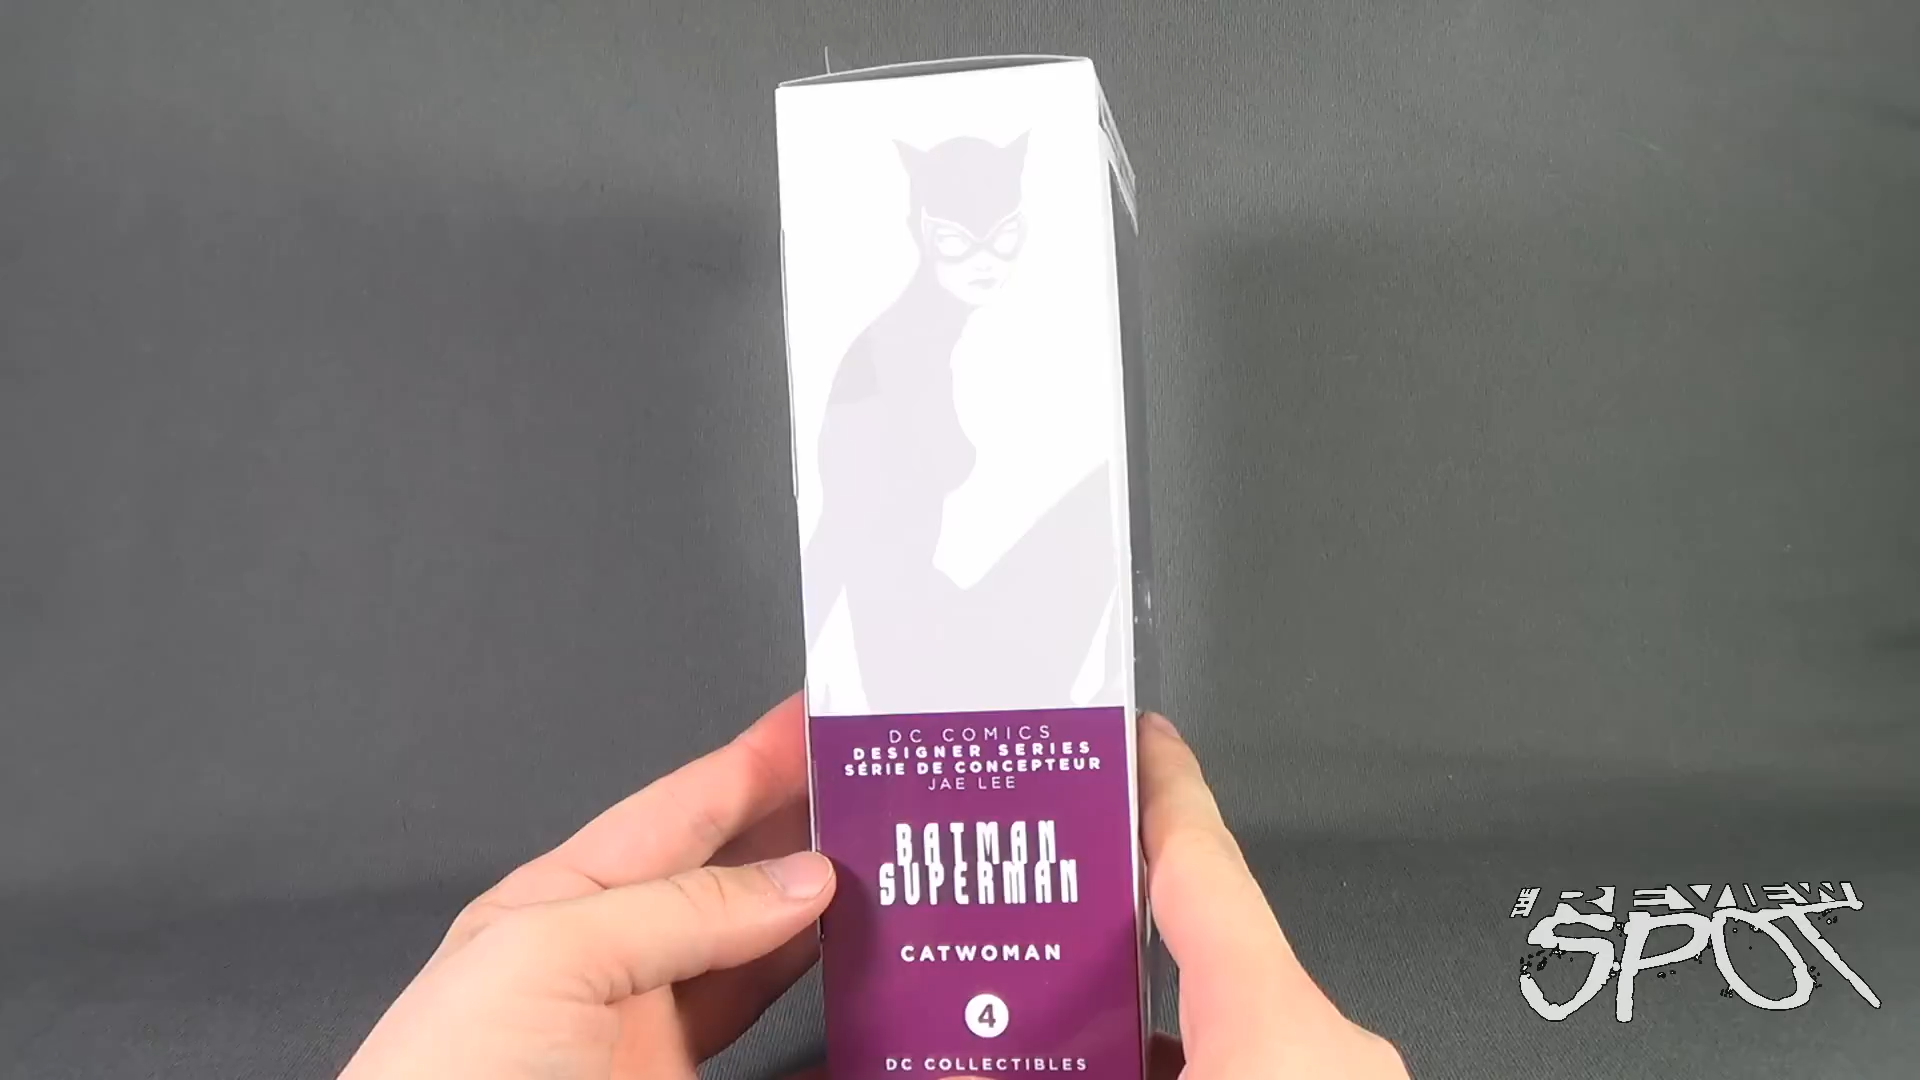 DC COMICS
DESIGNER SERIES
SÉRIE DE CONCEPTEUR
JAE LEE
BATMAN
SUPERMAN
CATWOMAN
4
DC COLLECTIBLES
THE REVIEW
SPOT